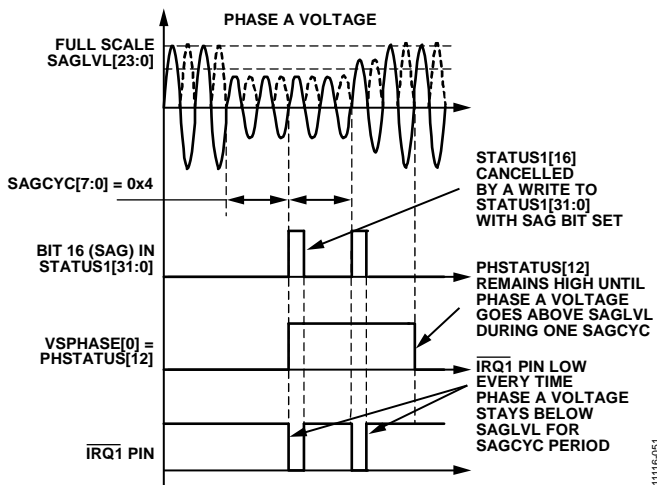 PHASE A VOLTAGE
FULL SCALE
SAGLVL[23:0]
SAGCYC[7:0] = 0x4
STATUS1[16]
CANCELLED
BY A WRITE TO
STATUS1[31:0]
WITH SAG BIT SET
BIT 16 (SAG) IN
STATUS1[31:0]
PHSTATUS[12]
REMAINS HIGH UNTIL
PHASE A VOLTAGE
GOES ABOVE SAGLVL
DURING ONE SAGCYC
VSPHASE[0] =
PHSTATUS[12]
IRQ1 PIN LOW
EVERY TIME
PHASE A VOLTAGE
STAYS BELOW
SAGLVL FOR
SAGCYC PERIOD
IRQ1 PIN
11116-051